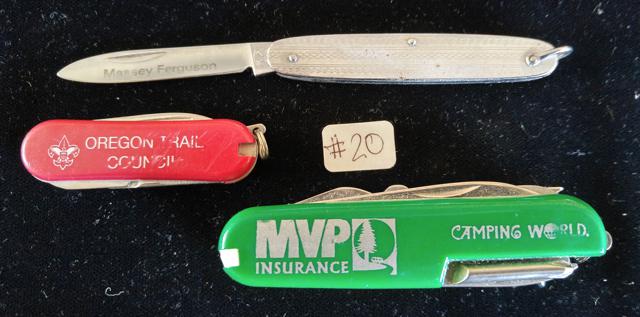 Massey Ferguson
OREGON TRAIL
COUNCIL
#20
MVP
INSURANCE
CAMPING WORLD.